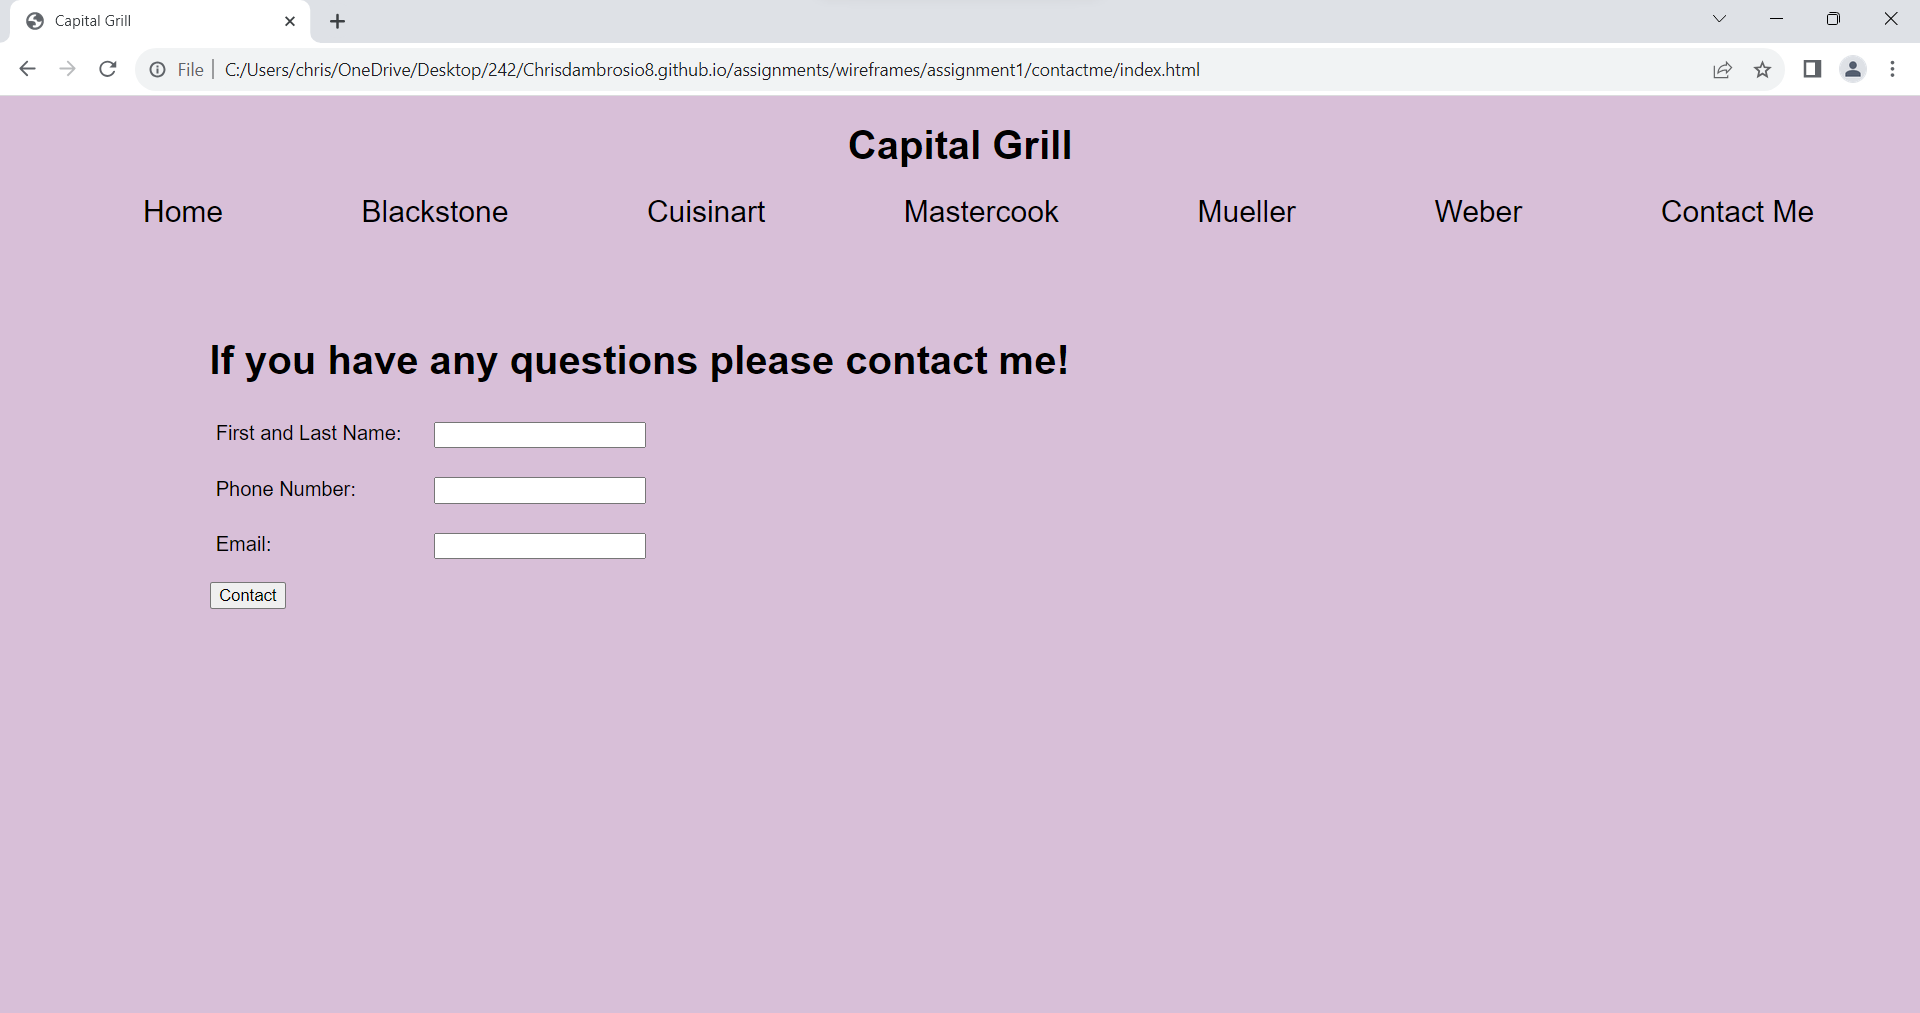 Capital Grill
File C:/Users/chris/OneDrive/Desktop/242/Chrisdambrosio8.github.io/assignments/wireframes/assignment1/contactme/index.html
Capital Grill
Home Blackstone Cuisinart Mastercook Mueller Weber Contact Me
If you have any questions please contact me!
First and Last Name:
Phone Number:
Email:
Contact